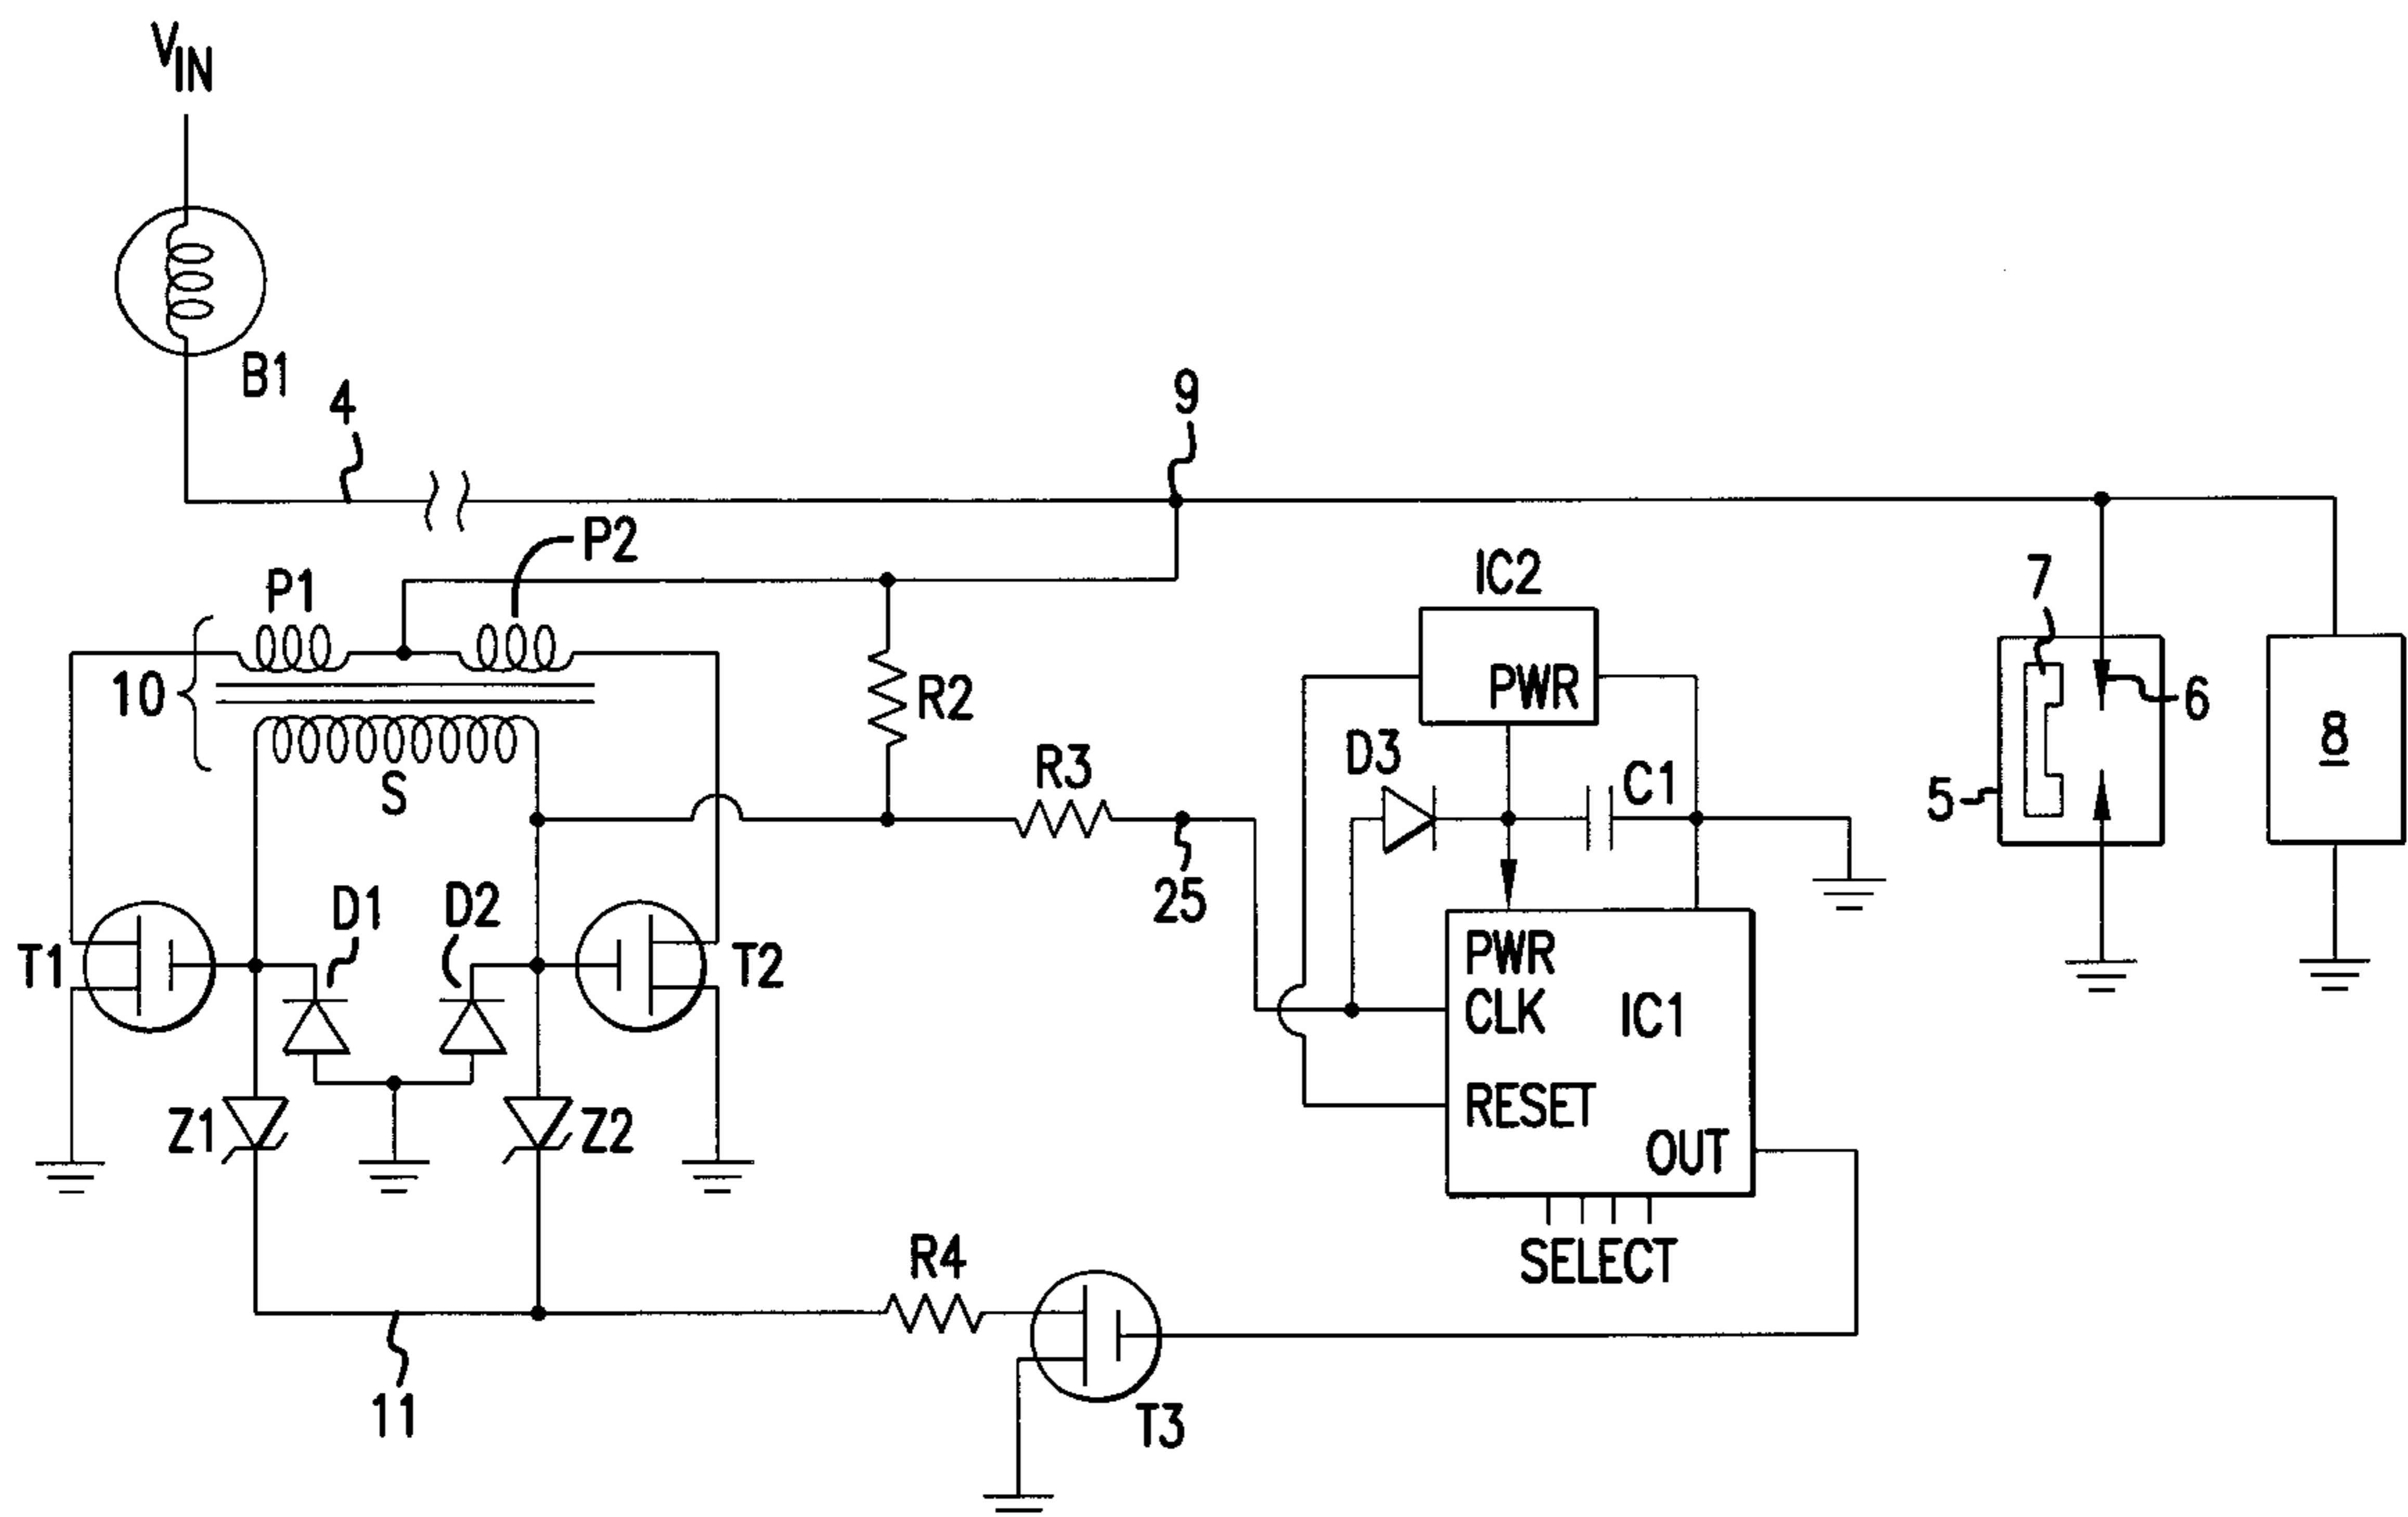 VIN
B1
4
9
P2
P1
IC2
7
10
PWR
R2
6
D3
8
R3
C1
S
5
25
D1
D2
T1
T2
PWR
CLK
IC1
RESET
Z1
Z2
OUT
SELECT
R4
11
T3